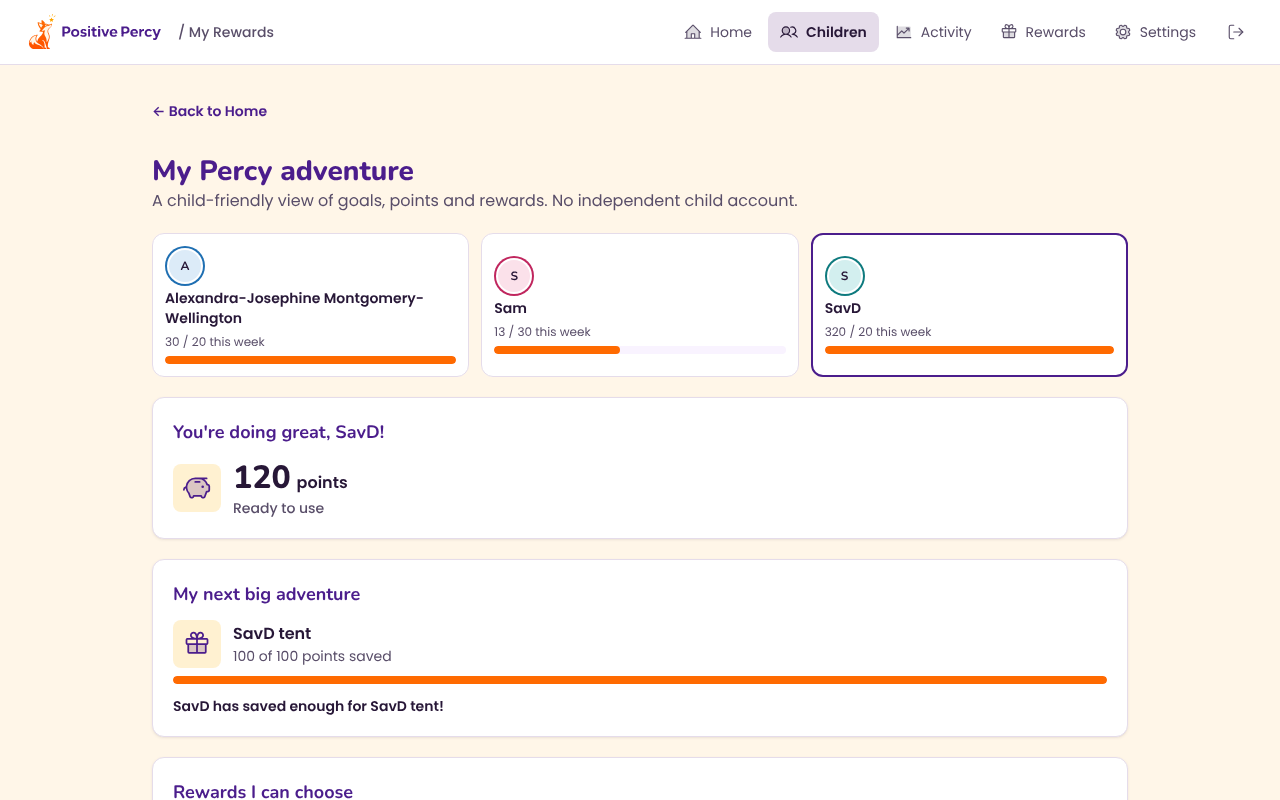 Positive Percy / My Rewards Home Children Activity Rewards Settings
← Back to Home
My Percy adventure
A child-friendly view of goals, points and rewards. No independent child account.
A
Alexandra-Josephine Montgomery-
Wellington
30 / 20 this week
S
Sam
13 / 30 this week
S
SavD
320 / 20 this week
You're doing great, SavD!
120 points
Ready to use
My next big adventure
SavD tent
100 of 100 points saved
SavD has saved enough for SavD tent!
Rewards I can choose